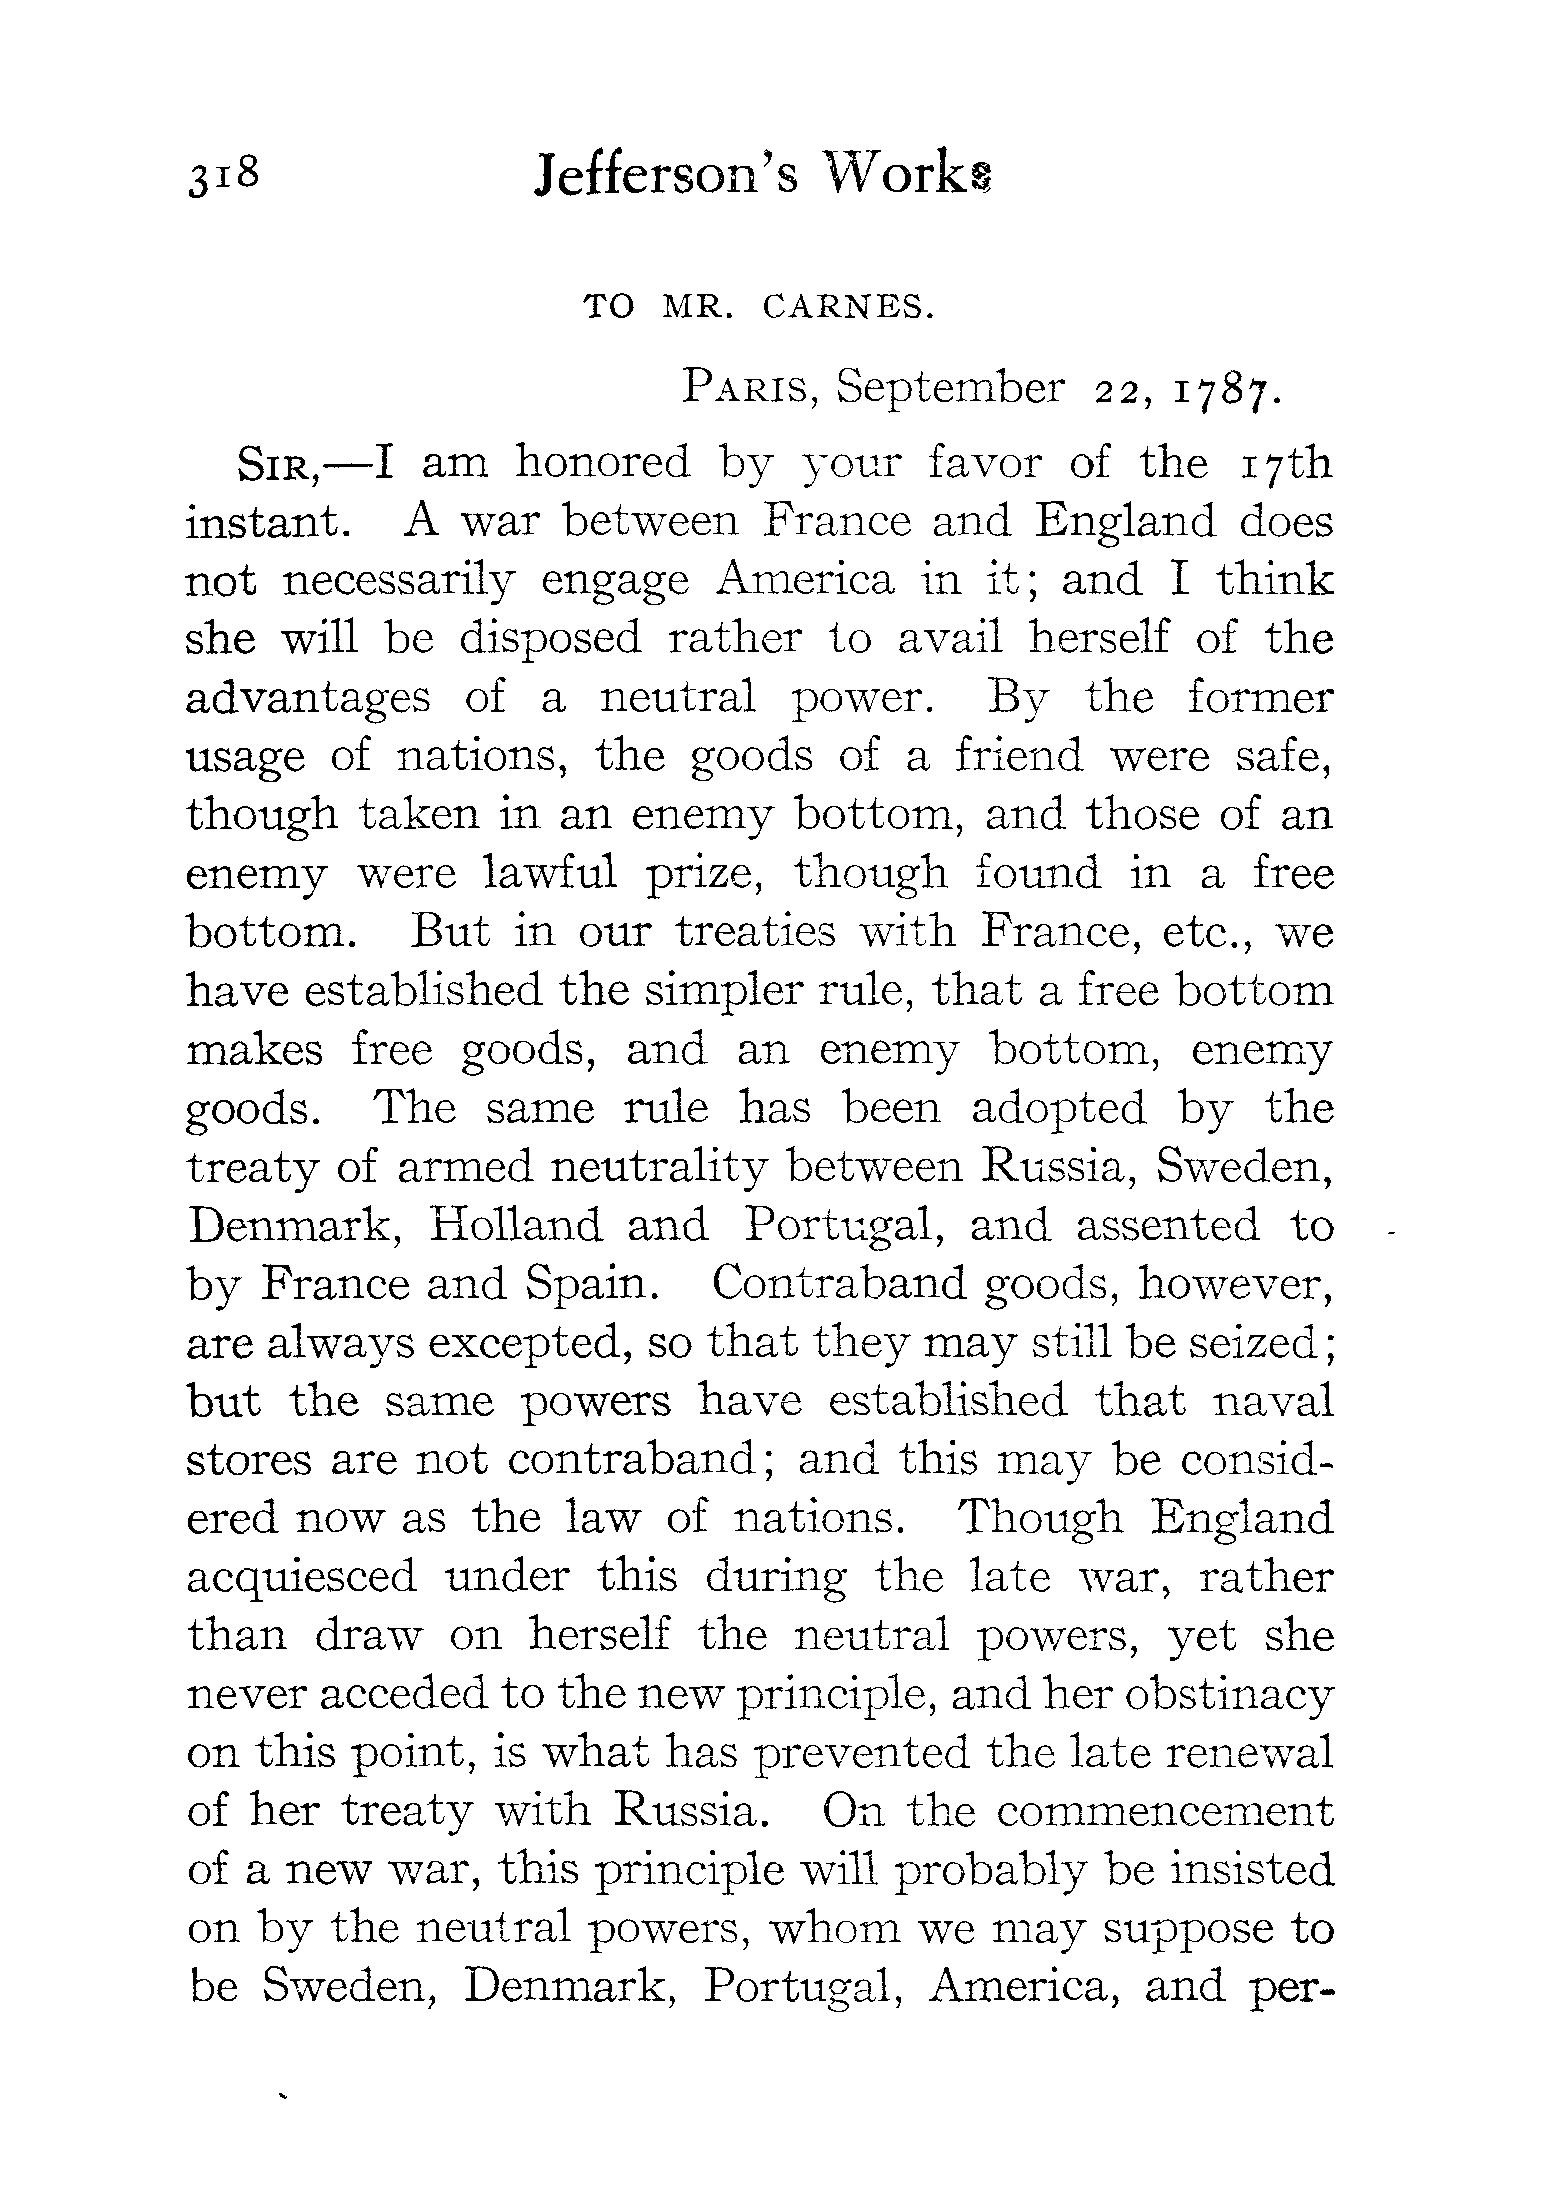 318 Jefferson's Works
TO MR. CARNES.
PARIS, September 22, 1787.
SIR,—I am honored by your favor of the 17th
instant. A war between France and England does
not necessarily engage America in it; and I think
she will be disposed rather to avail herself of the
advantages of a neutral power. By the former
usage of nations, the goods of a friend were safe,
though taken in an enemy bottom, and those of an
enemy were lawful prize, though found in a free
bottom. But in our treaties with France, etc., we
have established the simpler rule, that a free bottom
makes free goods, and an enemy bottom, enemy
goods. The same rule has been adopted by the
treaty of armed neutrality between Russia, Sweden,
Denmark, Holland and Portugal, and assented to
by France and Spain. Contraband goods, however,
are always excepted, so that they may still be seized;
but the same powers have established that naval
stores are not contraband; and this may be consid-
ered now as the law of nations. Though England
acquiesced under this during the late war, rather
than draw on herself the neutral powers, yet she
never acceded to the new principle, and her obstinacy
on this point, is what has prevented the late renewal
of her treaty with Russia. On the commencement
of a new war, this principle will probably be insisted
on by the neutral powers, whom we may suppose to
be Sweden, Denmark, Portugal, America, and per-